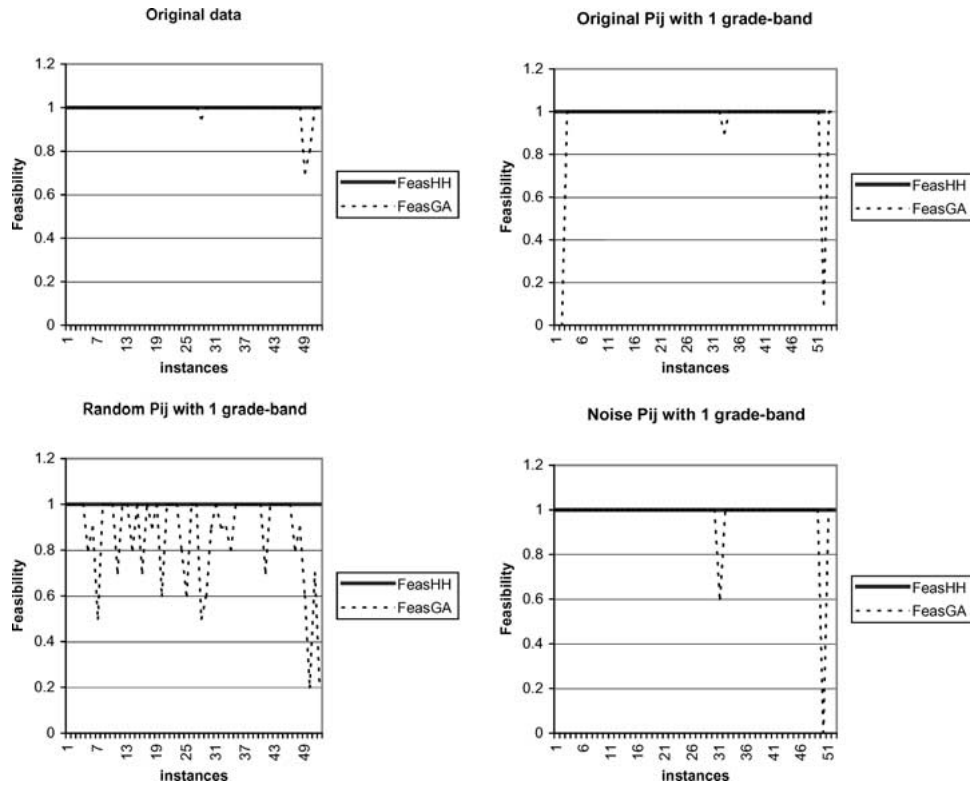 Original data
1.2
1
0.8
0.6
0.4
0.2
0
Feasibility
1 7 13 19 25 31 37 43 49
instances
FeasHH
FeasGA
Original Pij with 1 grade-band
1.2
1
0.8
0.6
0.4
0.2
0
Feasibility
1 6 11 16 21 26 31 36 41 46 51
instances
FeasHH
FeasGA
Random Pij with 1 grade-band
1.2
1
0.8
0.6
0.4
0.2
0
Feasibility
1 7 13 19 25 31 37 43 49
instances
FeasHH
FeasGA
Noise Pij with 1 grade-band
1.2
1
0.8
0.6
0.4
0.2
0
Feasibility
1 6 11 16 21 26 31 36 41 46 51
instances
FeasHH
FeasGA